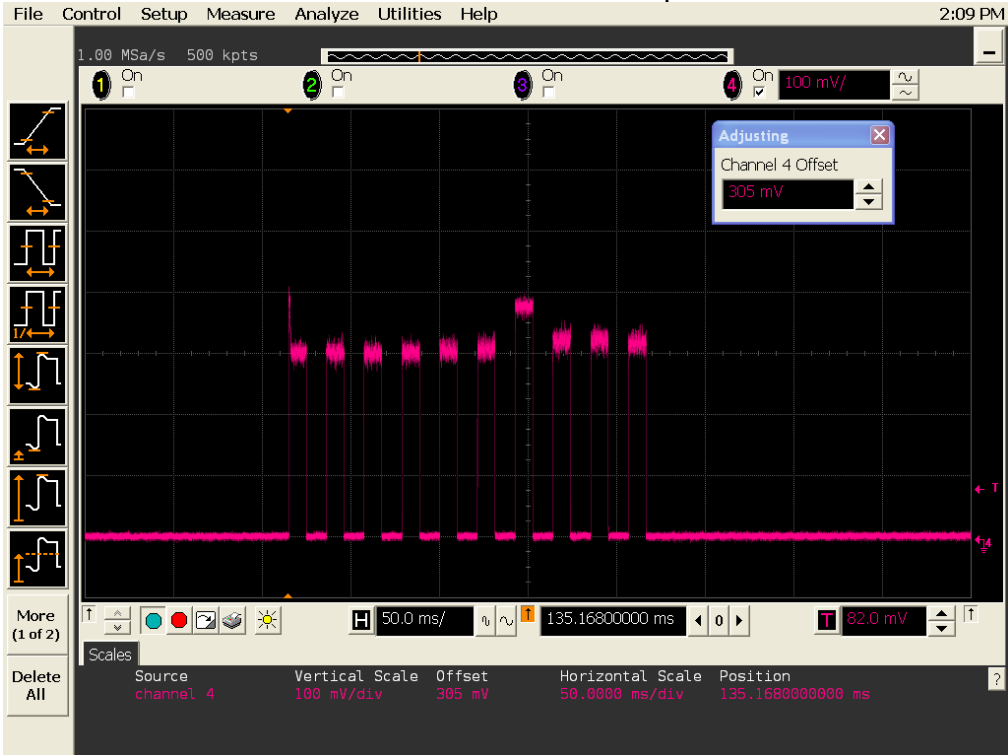 File Control Setup Measure Analyze Utilities Help 2:09 PM
1.00 MSa/s 500 kpts
1 On 2 On 3 On 4 On 100 mV/
Adjusting
Channel 4 Offset
305 mV
1/
T
4
More
(1 of 2)
Delete
All
H 50.0 ms/ 135.16800000 ms 0 T 82.0 mV
Scales
Source Vertical Scale Offset Horizontal Scale Position
channel 4 100 mV/div 305 mV 50.0000 ms/div 135.1680000000 ms
?